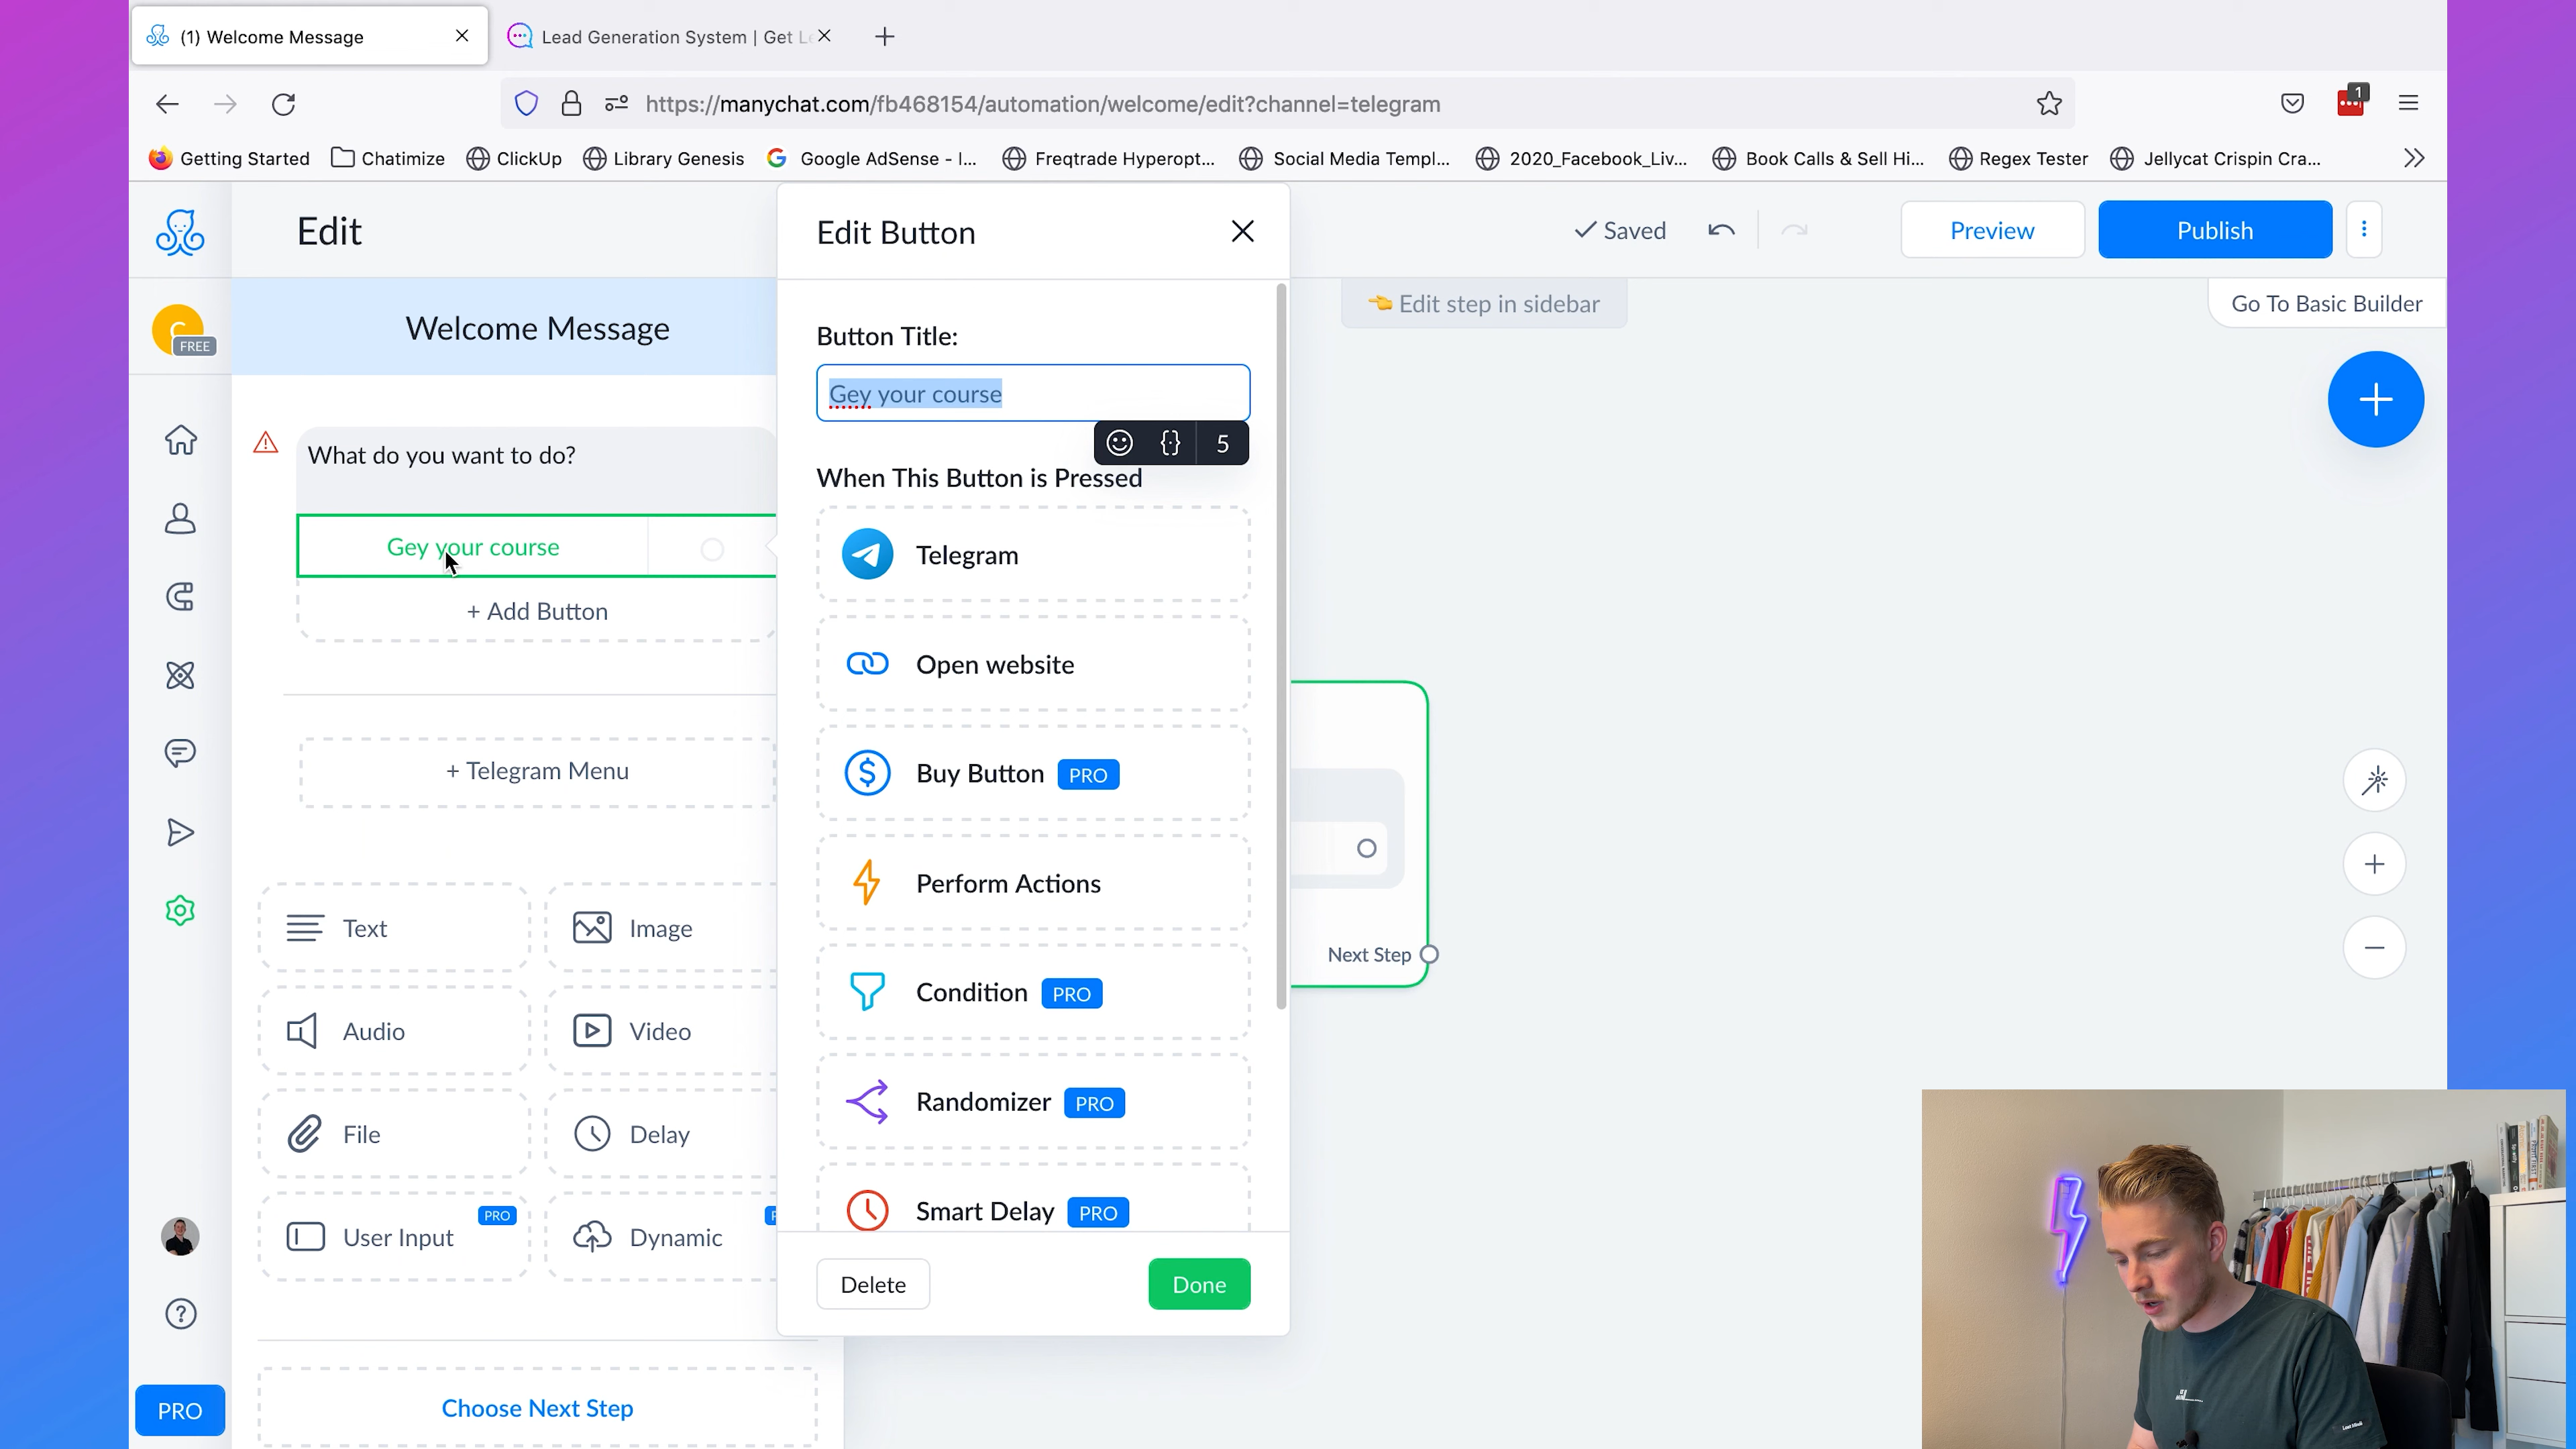 (1) Welcome Message
Lead Generation System | Get Le
https://manychat.com/fb468154/automation/welcome/edit?channel=telegram
1
Getting Started
Chatimize
ClickUp
Library Genesis
Google AdSense - I...
Freqtrade Hyperopt...
Social Media Templ...
2020_Facebook_Liv...
Book Calls & Sell Hi...
Regex Tester
Jellycat Crispin Cra...
Edit
Edit Button
Saved
Preview
Publish
Welcome Message
Edit step in sidebar
Go To Basic Builder
C
FREE
Button Title:
Gey your course
5
What do you want to do?
When This Button is Pressed
Gey your course
+ Add Button
+ Telegram Menu
Telegram
Open website
Buy Button PRO
Perform Actions
Condition PRO
Randomizer PRO
Smart Delay PRO
Next Step
Text
Image
Audio
Video
File
Delay
User Input PRO
Dynamic
Delete
Done
Choose Next Step
PRO